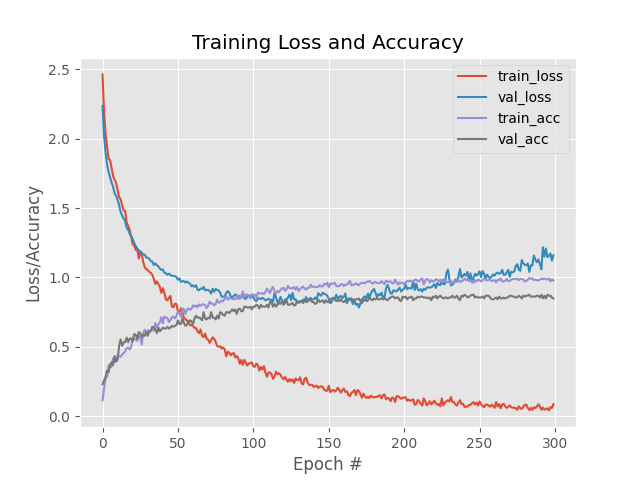 Training Loss and Accuracy
train_loss
val_loss
train_acc
val_acc
Loss/Accuracy
2.5
2.0
1.5
1.0
0.5
0.0
0
50
100
150
200
250
300
Epoch #